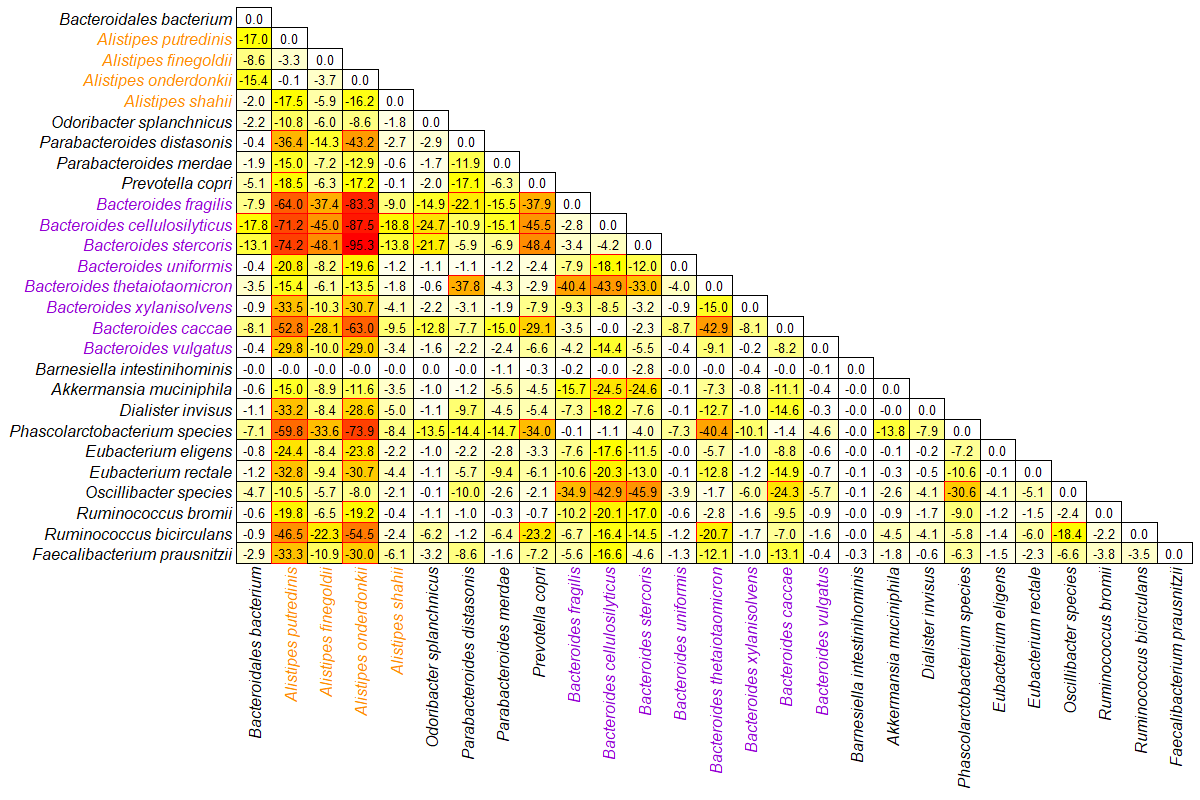 Bacteroidales bacterium 0.0
Alistipes putredinis -17.0 0.0
Alistipes finegoldii -8.6 -3.3 0.0
Alistipes onderdonkii -15.4 -0.1 -3.7 0.0
Alistipes shahii -2.0 -17.5 -5.9 -16.2 0.0
Odoribacter splanchnicus -2.2 -10.8 -6.0 -8.6 -1.8 0.0
Parabacteroides distasonis -0.4 -36.4 -14.3 -43.2 -2.7 -2.9 0.0
Parabacteroides merdae -1.9 -15.0 -7.2 -12.9 -0.6 -1.7 -11.9 0.0
Prevotella copri -5.1 -18.5 -6.3 -17.2 -0.1 -2.0 -17.1 -6.3 0.0
Bacteroides fragilis -7.9 -64.0 -37.4 -83.3 -9.0 -14.9 -22.1 -15.5 -37.9 0.0
Bacteroides cellulosilyticus -17.8 -71.2 -45.0 -87.5 -18.8 -24.7 -10.9 -15.1 -45.5 -2.8 0.0
Bacteroides stercoris -13.1 -74.2 -48.1 -95.3 -13.8 -21.7 -5.9 -6.9 -48.4 -3.4 -4.2 0.0
Bacteroides uniformis -0.4 -20.8 -8.2 -19.6 -1.2 -1.1 -1.1 -1.2 -2.4 -7.9 -18.1 -12.0 0.0
Bacteroides thetaiotaomicron -3.5 -15.4 -6.1 -13.5 -1.8 -0.6 -37.8 -4.3 -2.9 -40.4 -43.9 -33.0 -4.0 0.0
Bacteroides xylanisolvens -0.9 -33.5 -10.3 -30.7 -4.1 -2.2 -3.1 -1.9 -7.9 -9.3 -8.5 -3.2 -0.9 -15.0 0.0
Bacteroides caccae -8.1 -52.8 -28.1 -63.0 -9.5 -12.8 -7.7 -15.0 -29.1 -3.5 -0.0 -2.3 -8.7 -42.9 -8.1 0.0
Bacteroides vulgatus -0.4 -29.8 -10.0 -29.0 -3.4 -1.6 -2.2 -2.4 -6.6 -4.2 -14.4 -5.5 -0.4 -9.1 -0.2 -8.2 0.0
Barnesiella intestinihominis -0.0 -0.0 -0.0 -0.0 -0.0 -0.0 -0.0 -1.1 -0.3 -0.2 -0.0 -2.8 -0.0 -0.0 -0.4 -0.0 -0.1 0.0
Akkermansia muciniphila -0.6 -15.0 -8.9 -11.6 -3.5 -1.0 -1.2 -5.5 -4.5 -15.7 -24.5 -24.6 -0.1 -7.3 -0.8 -11.1 -0.4 -0.0 0.0
Dialister invisus -1.1 -33.2 -8.4 -28.6 -5.0 -1.1 -9.7 -4.5 -5.4 -7.3 -18.2 -7.6 -0.1 -12.7 -1.0 -14.6 -0.3 -0.0 -0.0 0.0
Phascolarctobacterium species -7.1 -59.8 -33.6 -73.9 -8.4 -13.5 -14.4 -14.7 -34.0 -0.1 -1.1 -4.0 -7.3 -40.4 -10.1 -1.4 -4.6 -0.0 -13.8 -7.9 0.0
Eubacterium eligens -0.8 -24.4 -8.4 -23.8 -2.2 -1.0 -2.2 -2.8 -3.3 -7.6 -17.6 -11.5 -0.0 -5.7 -1.0 -8.8 -0.6 -0.0 -0.1 -0.2 -7.2 0.0
Eubacterium rectale -1.2 -32.8 -9.4 -30.7 -4.4 -1.1 -5.7 -9.4 -6.1 -10.6 -20.3 -13.0 -0.1 -12.8 -1.2 -14.9 -0.7 -0.1 -0.3 -0.5 -10.6 -0.1 0.0
Oscillibacter species -4.7 -10.5 -5.7 -8.0 -2.1 -0.1 -10.0 -2.6 -2.1 -34.9 -42.9 -45.9 -3.9 -1.7 -6.0 -24.3 -5.7 -0.1 -2.6 -4.1 -30.6 -4.1 -5.1 0.0
Ruminococcus bromii -0.6 -19.8 -6.5 -19.2 -0.4 -1.1 -1.0 -0.3 -0.7 -10.2 -20.1 -17.0 -0.6 -2.8 -1.6 -9.5 -0.9 -0.0 -0.3 -1.7 -9.0 -1.2 -1.5 -2.4 0.0
Ruminococcus bicirculans -0.9 -46.5 -22.3 -54.5 -2.4 -6.2 -1.2 -6.4 -23.2 -6.7 -16.4 -14.5 -1.2 -20.7 -1.7 -7.0 -1.6 -0.0 -4.5 -4.1 -5.8 -1.4 -6.0 -18.4 -2.2 0.0
Faecalibacterium prausnitzii -2.9 -33.3 -10.9 -30.0 -6.1 -3.2 -8.6 -1.6 -7.2 -5.6 -16.6 -4.6 -1.3 -12.1 -1.0 -13.1 -0.4 -0.3 -1.8 -0.6 -6.3 -1.5 -2.2 -6.6 -3.8 -3.5 0.0
Bacteroidales bacterium
Alistipes putredinis
Alistipes finegoldii
Alistipes onderdonkii
Alistipes shahii
Odoribacter splanchnicus
Parabacteroides distasonis
Parabacteroides merdae
Prevotella copri
Bacteroides fragilis
Bacteroides cellulosilyticus
Bacteroides stercoris
Bacteroides uniformis
Bacteroides thetaiotaomicron
Bacteroides xylanisolvens
Bacteroides caccae
Bacteroides vulgatus
Barnesiella intestinihominis
Akkermansia muciniphila
Dialister invisus
Phascolarctobacterium species
Eubacterium eligens
Eubacterium rectale
Oscillibacter species
Ruminococcus bromii
Ruminococcus bicirculans
Faecalibacterium prausnitzii